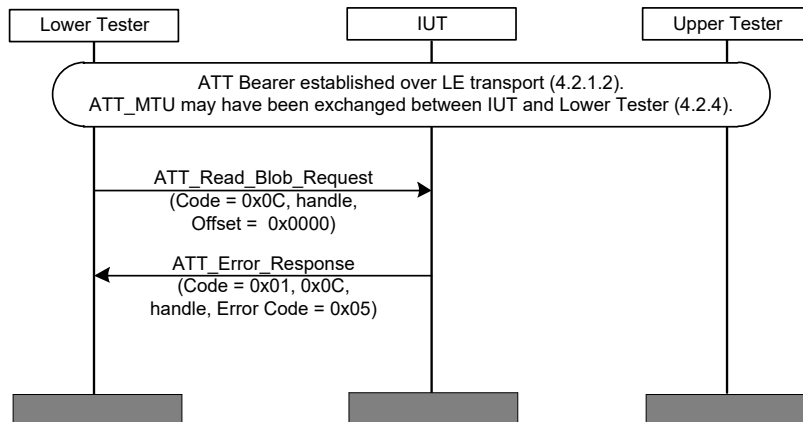 Lower Tester
IUT
Upper Tester
ATT Bearer established over LE transport (4.2.1.2).
ATT_MTU may have been exchanged between IUT and Lower Tester (4.2.4).
ATT_Read_Blob_Request
(Code = 0x0C, handle,
Offset = 0x0000)
ATT_Error_Response
(Code = 0x01, 0x0C,
handle, Error Code = 0x05)